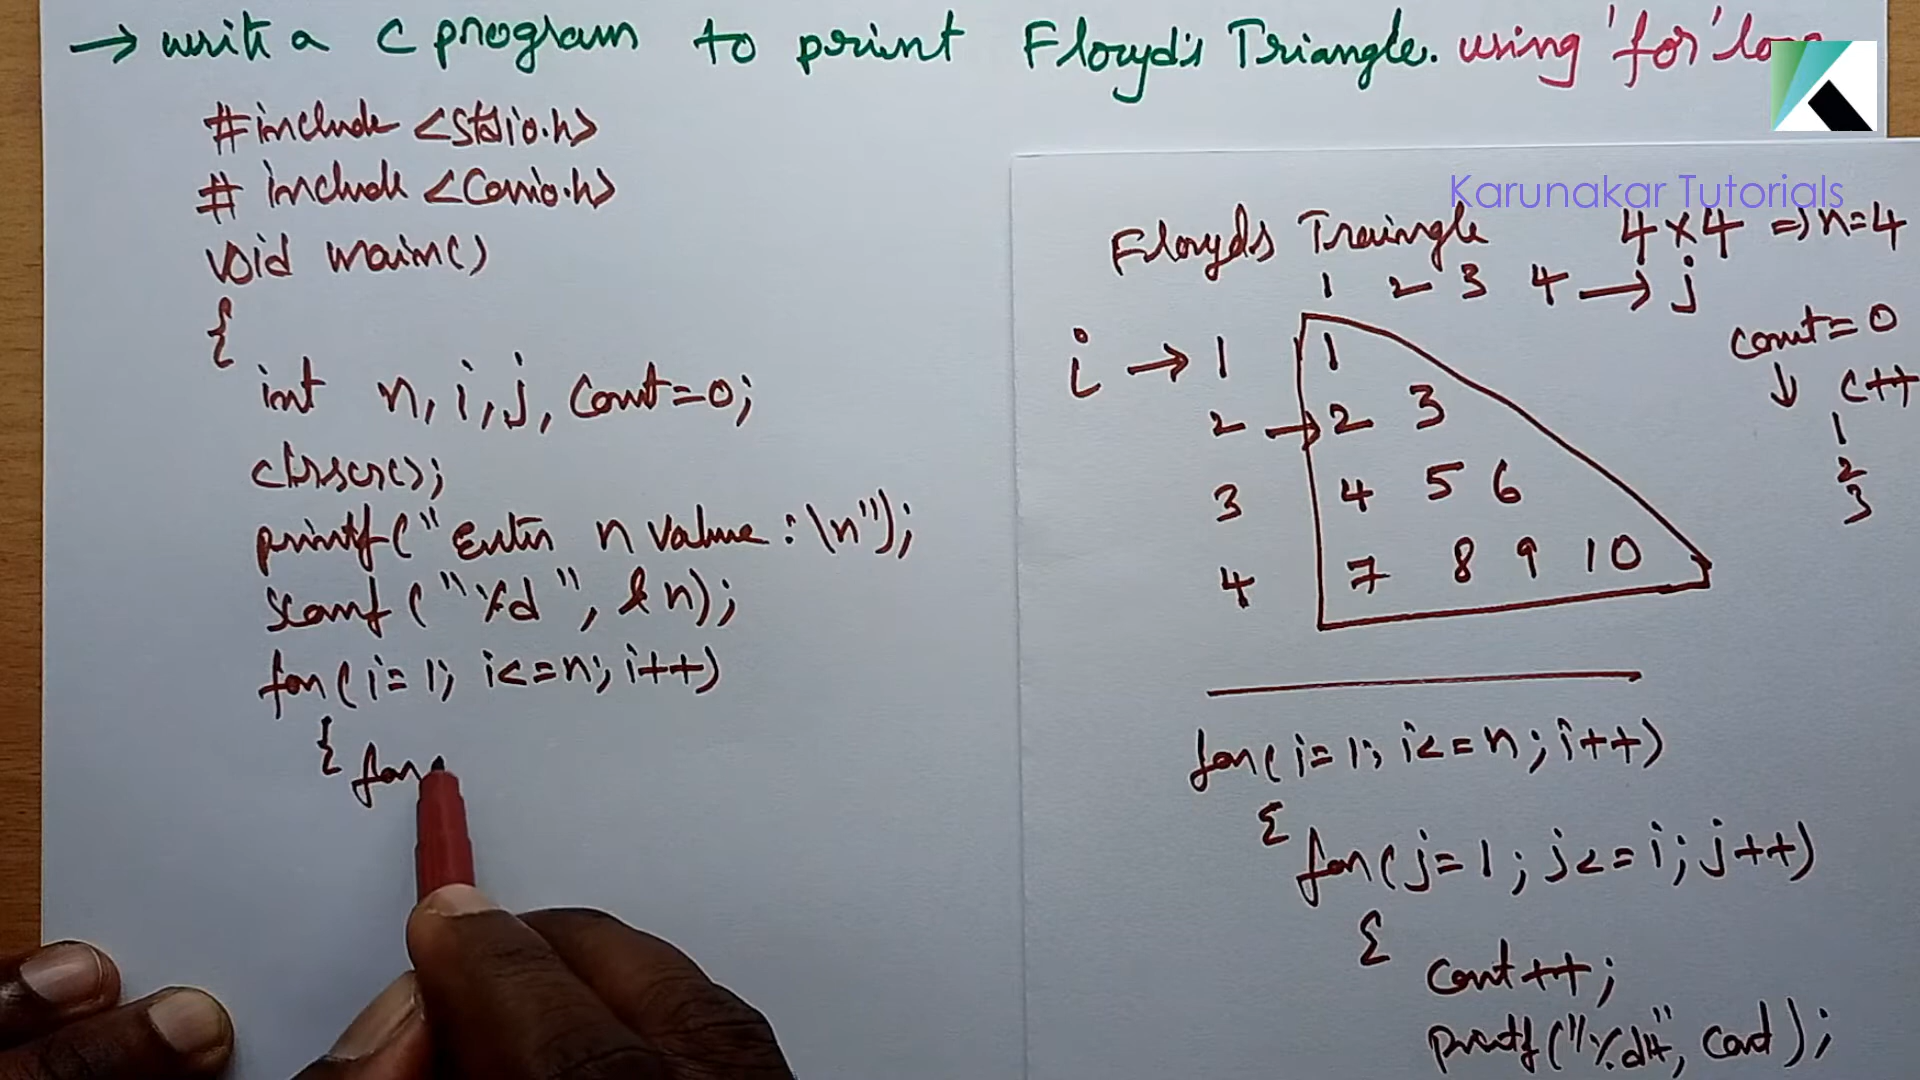 → write a C program to print Floyd's Triangle. using 'for' loop
#include <stdio.h>
# include <Conio.h>
void main()
{
int n, i, j, Count=0;
clrscr();
printf("Enter n value :\n");
scanf("%d", &n);
for(i=1; i<=n; i++)
{ for
Karunakar Tutorials
Floyds Traingle 4×4 => n=4
1 2 3 4 → j
i → 1 1
2 → 2 3
3 4 5 6
4 7 8 9 10
Count=0
↓ C++
1
2
3
for(i=1; i<=n; i++)
{
for(j=1; j<=i; j++)
{
Count++;
printf("%d", Count);